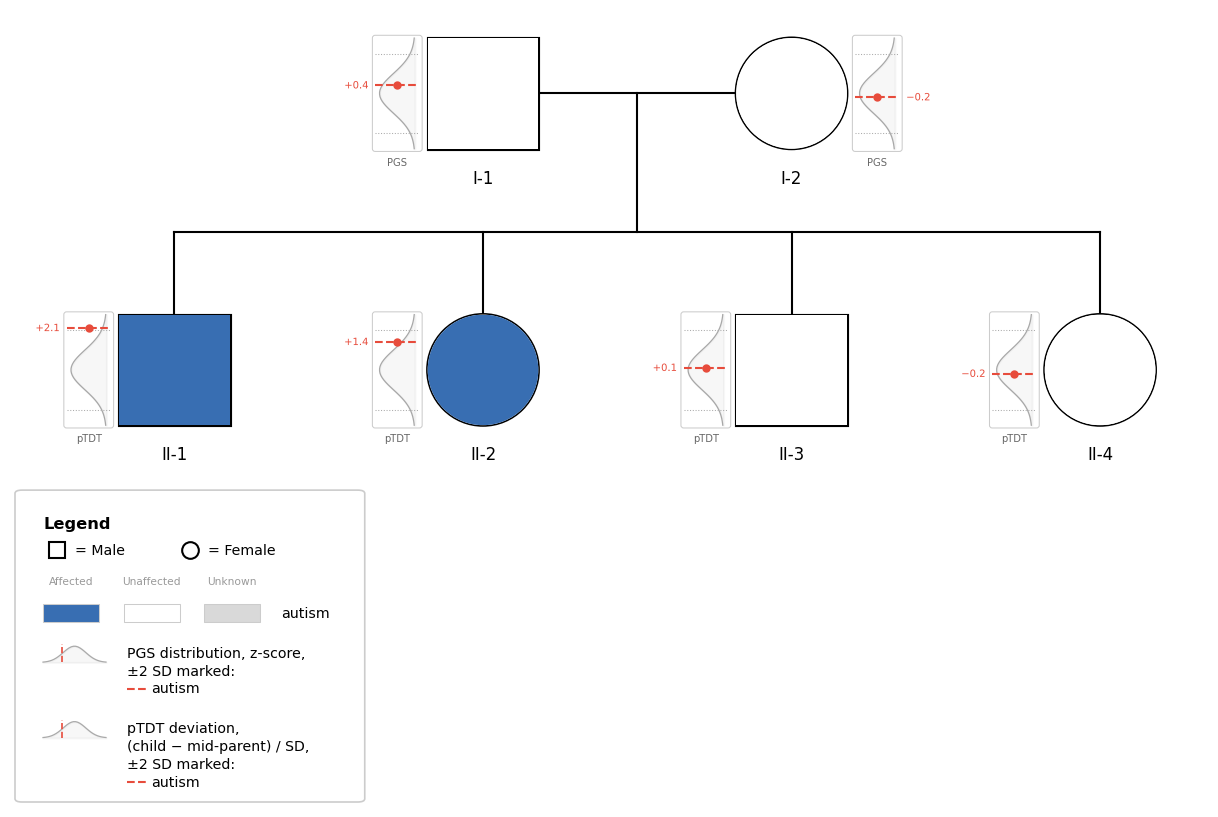 +0.4
−0.2
PGS
PGS
I-1
I-2
+2.1
+1.4
+0.1
−0.2
pTDT
pTDT
pTDT
pTDT
II-1
II-2
II-3
II-4
Legend
= Male
= Female
Affected
Unaffected
Unknown
autism
PGS distribution, z-score,
±2 SD marked:
autism
pTDT deviation,
(child − mid-parent) / SD,
±2 SD marked:
autism